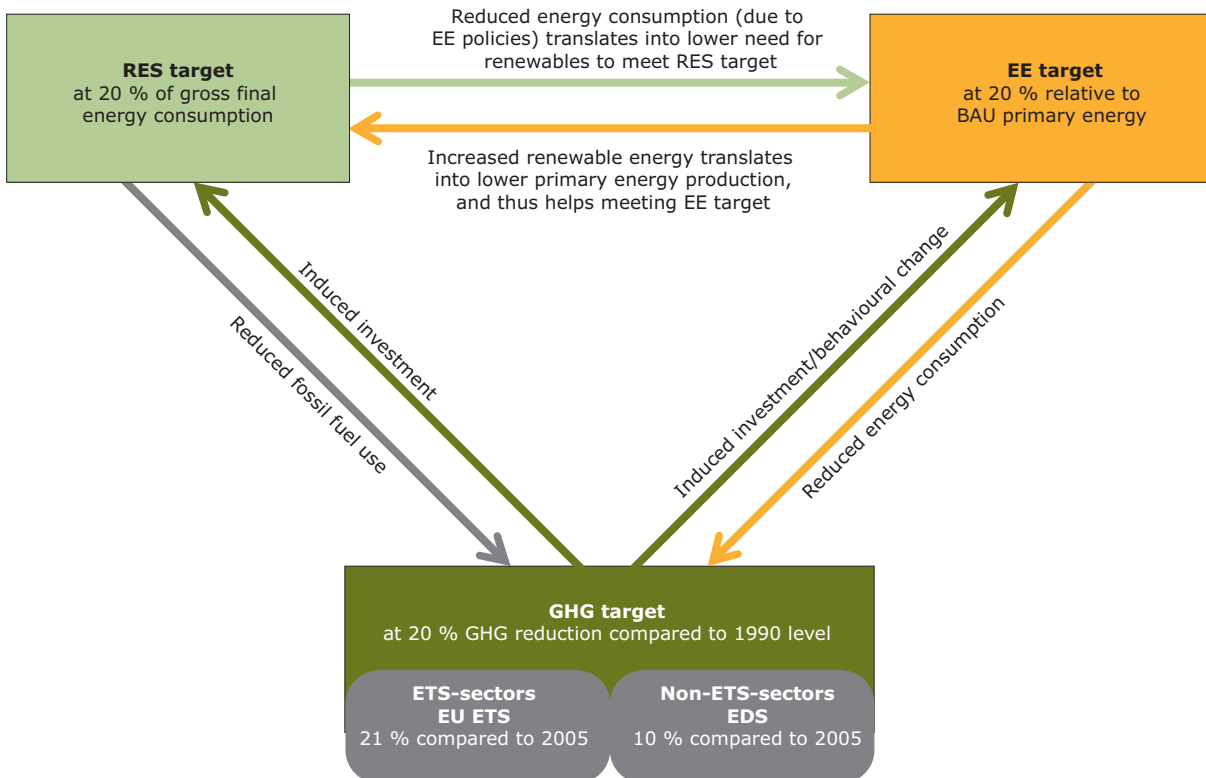 Reduced energy consumption (due to
EE policies) translates into lower need for
renewables to meet RES target
RES target
at 20 % of gross final
energy consumption
EE target
at 20 % relative to
BAU primary energy
Increased renewable energy translates
into lower primary energy production,
and thus helps meeting EE target
Induced investment
Reduced fossil fuel use
Induced investment/behavioural change
Reduced energy consumption
GHG target
at 20 % GHG reduction compared to 1990 level
ETS-sectors
EU ETS
21 % compared to 2005
Non-ETS-sectors
EDS
10 % compared to 2005